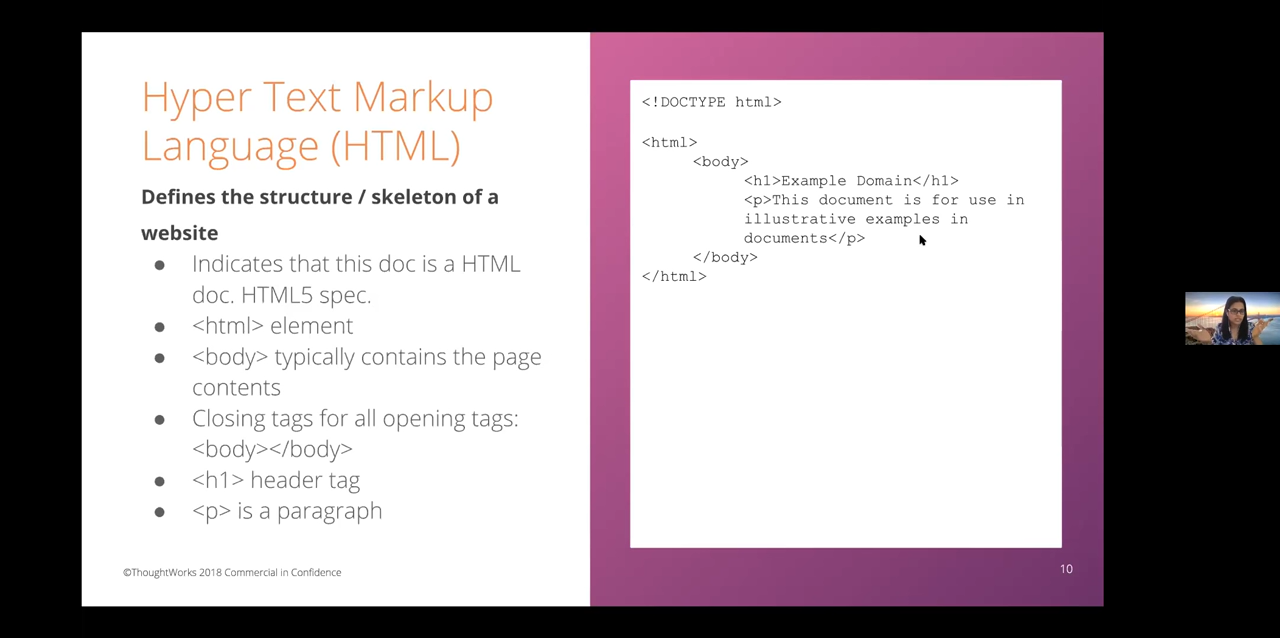 Hyper Text Markup
Language (HTML)
Defines the structure / skeleton of a
website
● Indicates that this doc is a HTML
doc. HTML5 spec.
● <html> element
● <body> typically contains the page
contents
● Closing tags for all opening tags:
<body></body>
● <h1> header tag
● <p> is a paragraph
©ThoughtWorks 2018 Commercial in Confidence
<!DOCTYPE html>
<html>
<body>
<h1>Example Domain</h1>
<p>This document is for use in
illustrative examples in
documents</p>
</body>
</html>
10